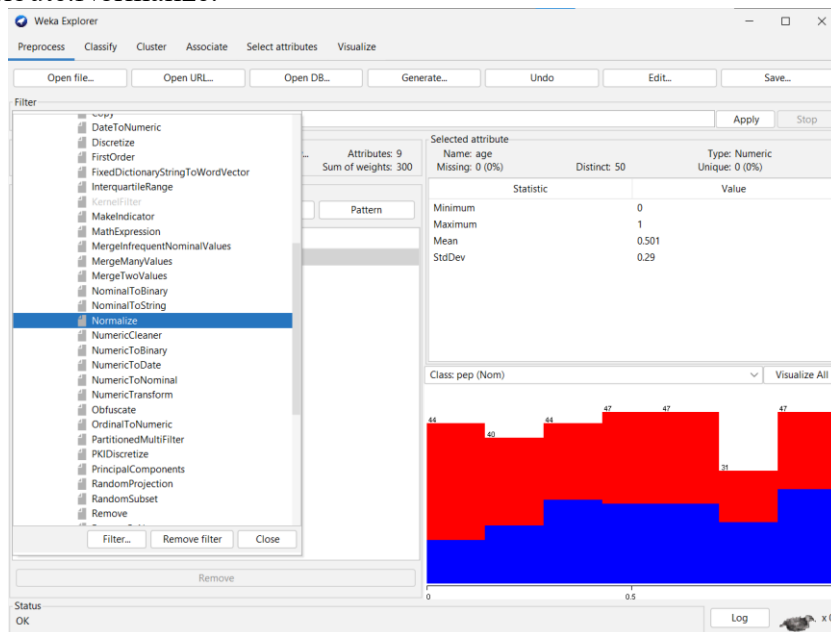 Weka Explorer
Preprocess Classify Cluster Associate Select attributes Visualize
Open file... Open URL... Open DB... Generate... Undo Edit... Save...
Filter
Apply Stop
Copy
DateToNumeric
Discretize
FirstOrder
FixedDictionaryStringToWordVector
InterquartileRange
KernelFilter
MakeIndicator
MathExpression
MergeInfrequentNominalValues
MergeManyValues
MergeTwoValues
NominalToBinary
NominalToString
Normalize
NumericCleaner
NumericToBinary
NumericToDate
NumericToNominal
NumericTransform
Obfuscate
OrdinalToNumeric
PartitionedMultiFilter
PKIDiscretize
PrincipalComponents
RandomProjection
RandomSubset
Remove
Filter... Remove filter Close
Attributes: 9
Sum of weights: 300
Pattern
Remove
Selected attribute
Name: age Type: Numeric
Missing: 0 (0%) Distinct: 50 Unique: 0 (0%)
Statistic Value
Minimum 0
Maximum 1
Mean 0.501
StdDev 0.29
Class: pep (Nom) Visualize All
44 40 44 47 47 31 47
0 0.5
Status
OK
Log x 0